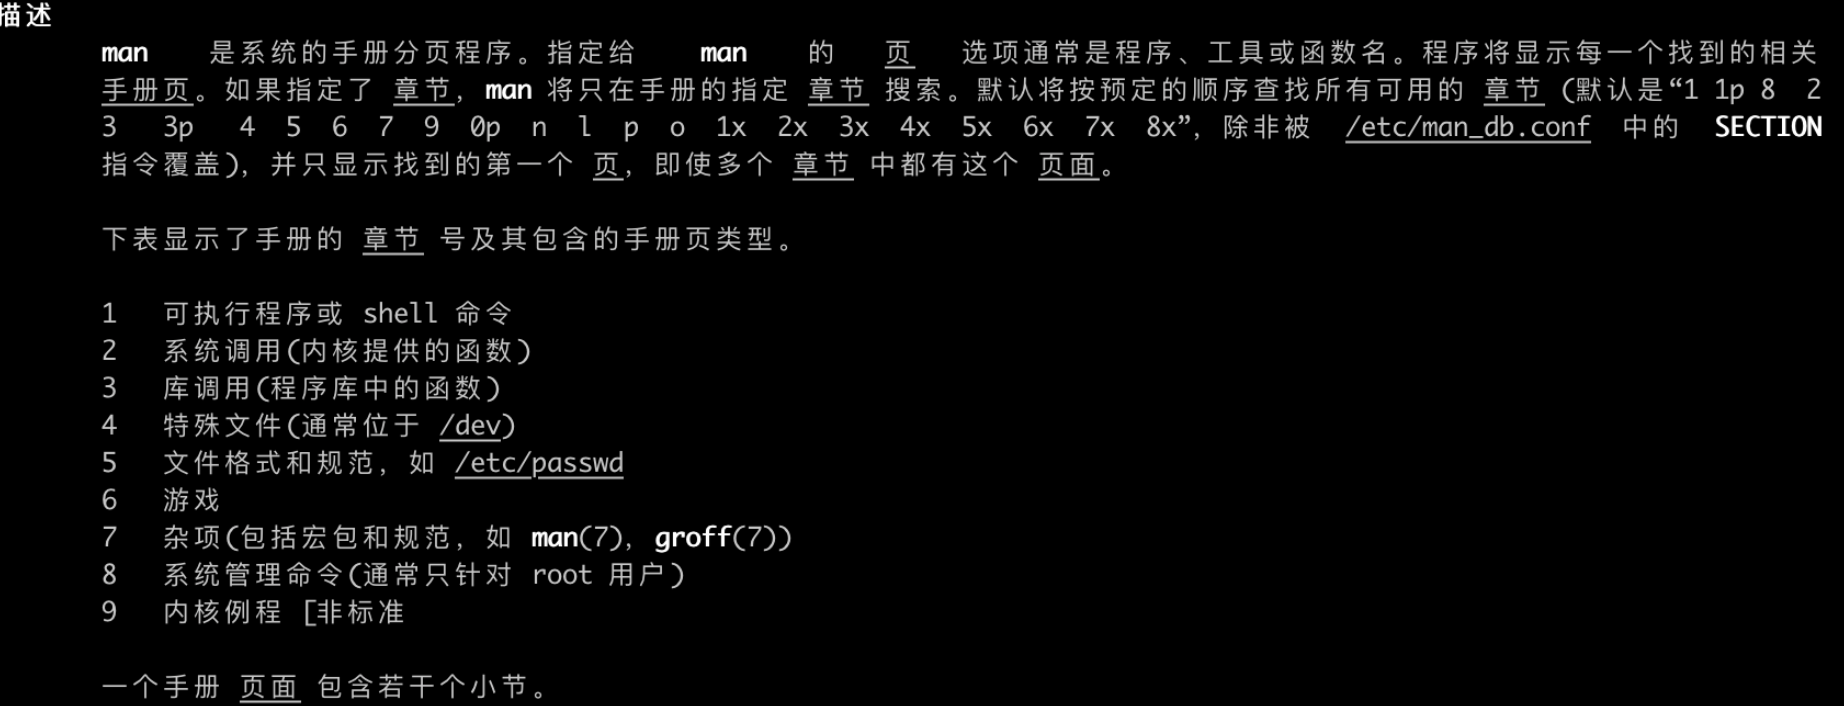 描述
man 是系统的手册分页程序。指定给 man 的 页 选项通常是程序、工具或函数名。程序将显示每一个找到的相关
手册页。如果指定了 章节, man 将只在手册的指定 章节 搜索。默认将按预定的顺序查找所有可用的 章节 (默认是“1 1p 8 2
3 3p 4 5 6 7 9 0p n l p o 1x 2x 3x 4x 5x 6x 7x 8x”, 除非被 /etc/man_db.conf 中的 SECTION
指令覆盖), 并只显示找到的第一个 页, 即使多个 章节 中都有这个 页面。
下表显示了手册的 章节 号及其包含的手册页类型。
1 可执行程序或 shell 命令
2 系统调用(内核提供的函数)
3 库调用(程序库中的函数)
4 特殊文件(通常位于 /dev)
5 文件格式和规范, 如 /etc/passwd
6 游戏
7 杂项(包括宏包和规范, 如 man(7), groff(7))
8 系统管理命令(通常只针对 root 用户)
9 内核例程 [非标准
一个手册 页面 包含若干个小节。